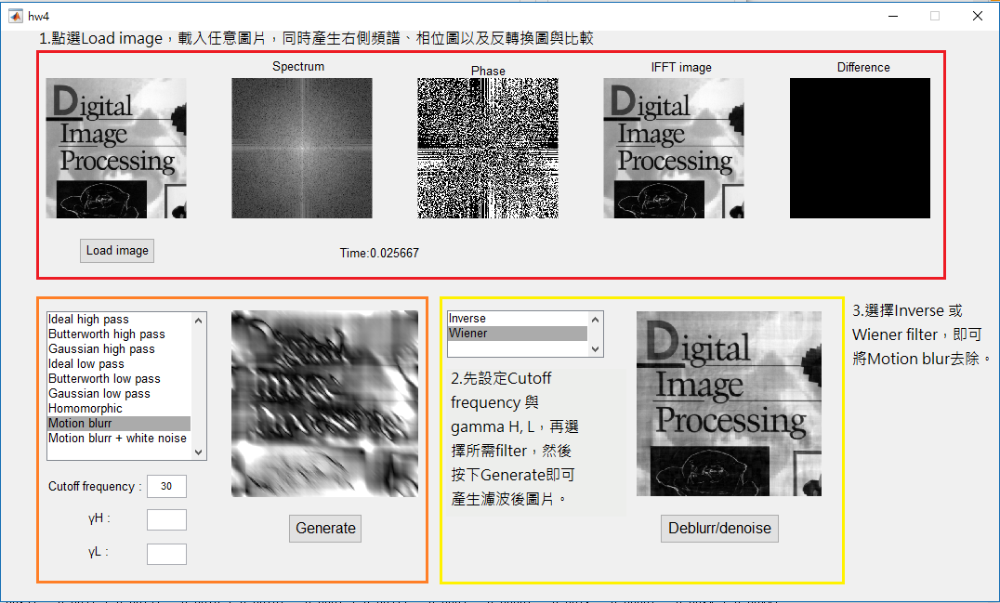 hw4
1.點選Load image，載入任意圖片，同時產生右側頻譜、相位圖以及反轉換圖與比較
Spectrum
Phase
IFFT image
Difference
Digital
Image
Processing
Digital
Image
Processing
Load image
Time:0.025667
Ideal high pass
Butterworth high pass
Gaussian high pass
Ideal low pass
Butterworth low pass
Gaussian low pass
Homomorphic
Motion blurr
Motion blurr + white noise
Cutoff frequency :
30
γH :
γL :
Generate
Inverse
Wiener
2.先設定Cutoff
frequency 與
gamma H, L，再選
擇所需filter，然後
按下Generate即可
產生濾波後圖片。
Digital
Image
Processing
Deblurr/denoise
3.選擇Inverse 或
Wiener filter，即可
將Motion blur去除。